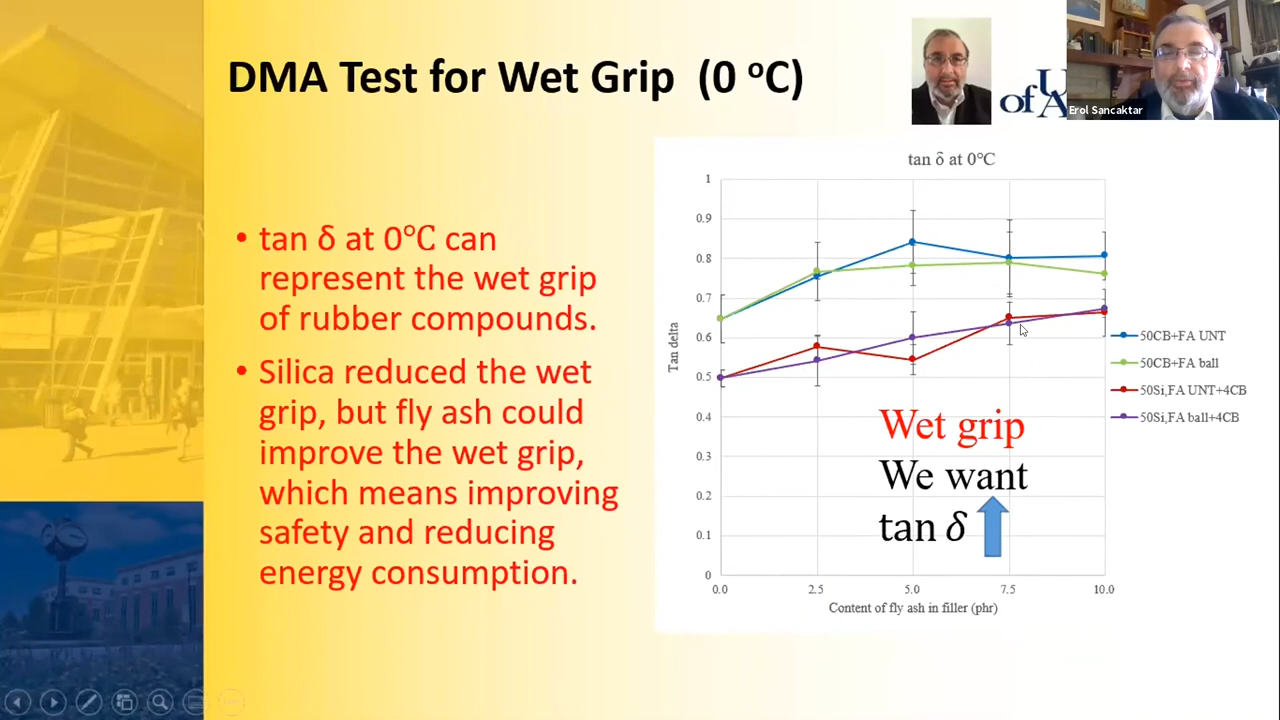 DMA Test for Wet Grip (0 ºC)
U
of A
Erol Sancaktar
• tan δ at 0℃ can
represent the wet grip
of rubber compounds.
• Silica reduced the wet
grip, but fly ash could
improve the wet grip,
which means improving
safety and reducing
energy consumption.
tan δ at 0℃
1
0.9
0.8
0.7
0.6
0.5
0.4
0.3
0.2
0.1
0
Tan delta
0.0 2.5 5.0 7.5 10.0
Content of fly ash in filler (phr)
50CB+FA UNT
50CB+FA ball
50Si,FA UNT+4CB
50Si,FA ball+4CB
Wet grip
We want
tan δ